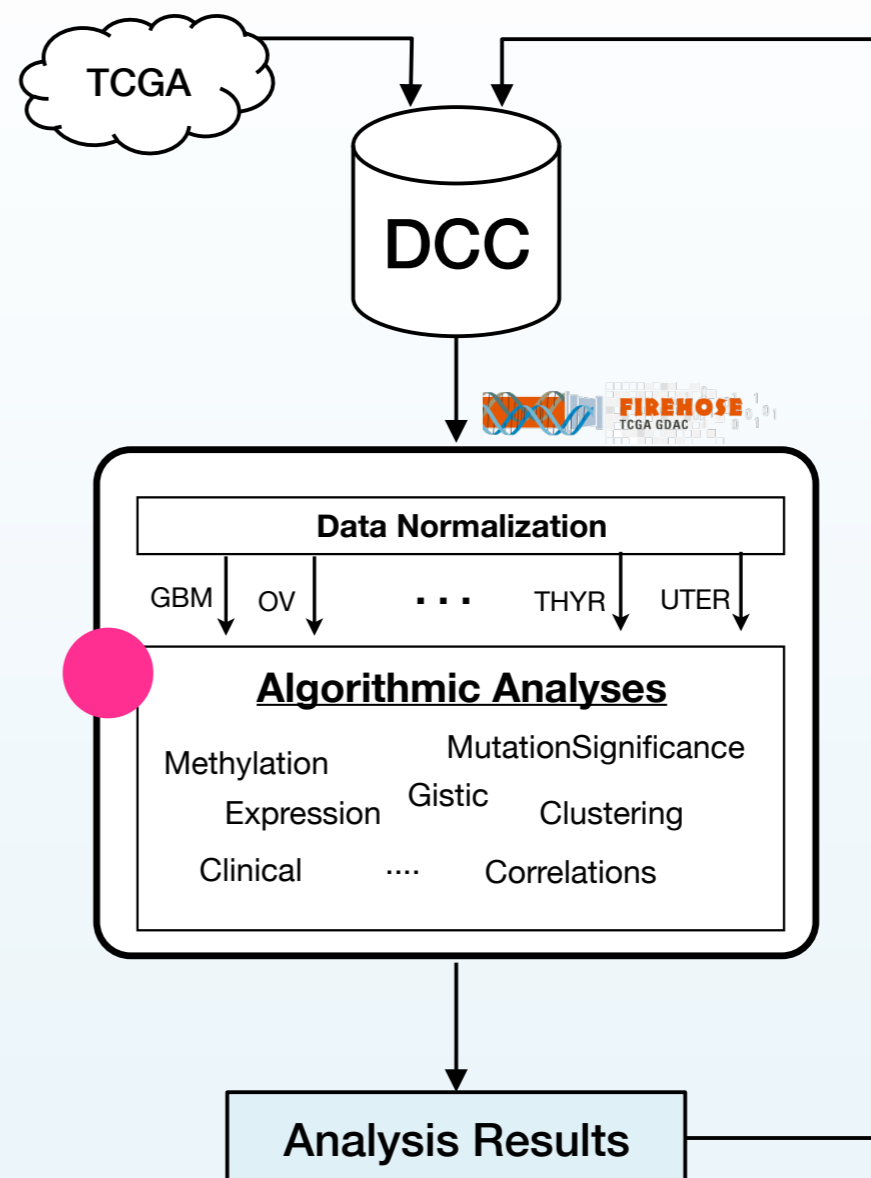 TCGA
DCC
FIREHOSE
TCGA GDAC
Data Normalization
GBM OV ... THYR UTER
Algorithmic Analyses
Methylation MutationSignificance
Expression Gistic Clustering
Clinical .... Correlations
Analysis Results